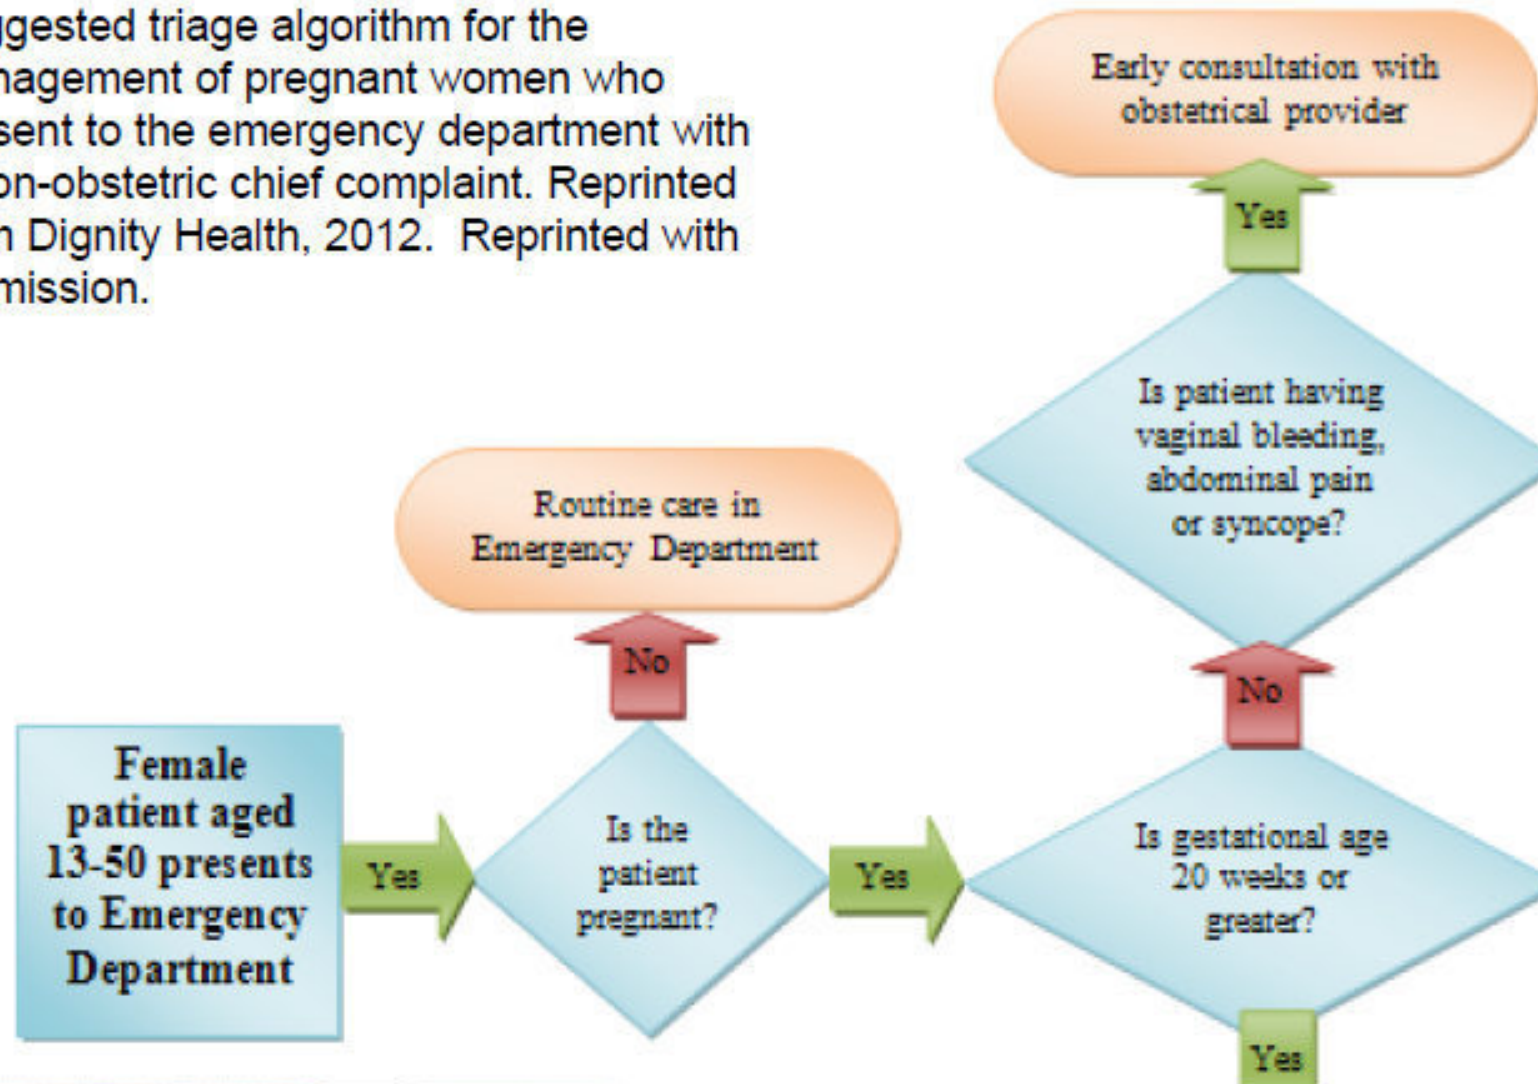 ggested triage algorithm for the
nagement of pregnant women who
sent to the emergency department with
on-obstetric chief complaint. Reprinted
n Dignity Health, 2012. Reprinted with
mission.
Early consultation with
obstetrical provider
Yes
Is patient having
vaginal bleeding,
abdominal pain
or syncope?
Routine care in
Emergency Department
No
No
Female
patient aged
13-50 presents
to Emergency
Department
Yes
Is the
patient
pregnant?
Yes
Is gestational age
20 weeks or
greater?
Yes